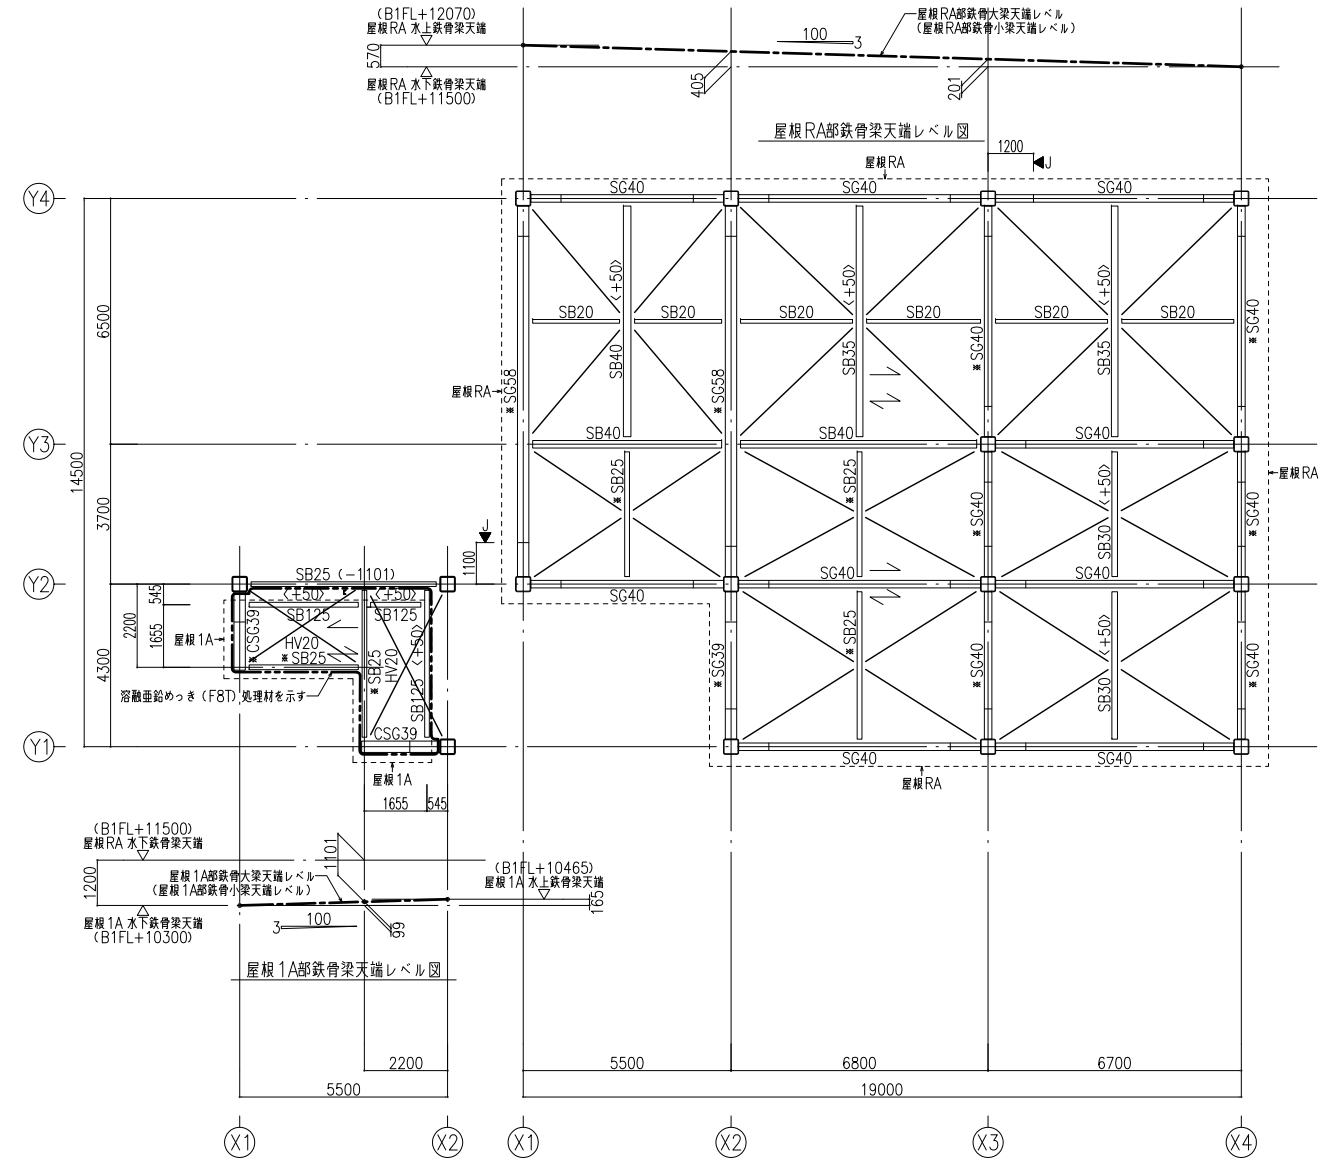 (B1FL+12070)
屋根RA 水上鉄骨梁天端
570
屋根RA 水下鉄骨梁天端
(B1FL+11500)
屋根RA部鉄骨大梁天端レベル
(屋根RA部鉄骨小梁天端レベル)
100
3
405
201
屋根RA部鉄骨梁天端レベル図
1200
J
屋根RA
Y4
SG40
SG40
SG40
6500
<+50>
<+50>
<+50>
SB20
SB20
SB20
SB20
SB20
SB20
SB40
SB35
SB35
※SG40
※SG40
屋根RA
※SG58
※SG58
Y3
SB40
SB40
SG40
14500
3700
※SB25
※SB25
※SG40
SB30 <+50>
※SG40
屋根RA
J
1100
Y2
SB25 (-1101)
SG40
SG40
SG40
545
2200
1655
<+50>
<+50>
SB125
SB125
屋根1A
※CSG39
HV20
※SB25
※SB25
HV20
SB125 <+50>
4300
溶融亜鉛めっき (F8T) 処理材を示す
※SG39
※SB25
※SG40
SB30 <+50>
※SG40
Y1
CSG39
SG40
SG40
屋根1A
屋根RA
1655
545
(B1FL+11500)
屋根RA 水下鉄骨梁天端
1200
屋根1A 水下鉄骨梁天端
(B1FL+10300)
屋根1A部鉄骨大梁天端レベル
(屋根1A部鉄骨小梁天端レベル)
1101
(B1FL+10465)
屋根1A 水上鉄骨梁天端
165
3
100
99
屋根1A部鉄骨梁天端レベル図
2200
5500
5500
6800
6700
19000
X1
X2
X1
X2
X3
X4